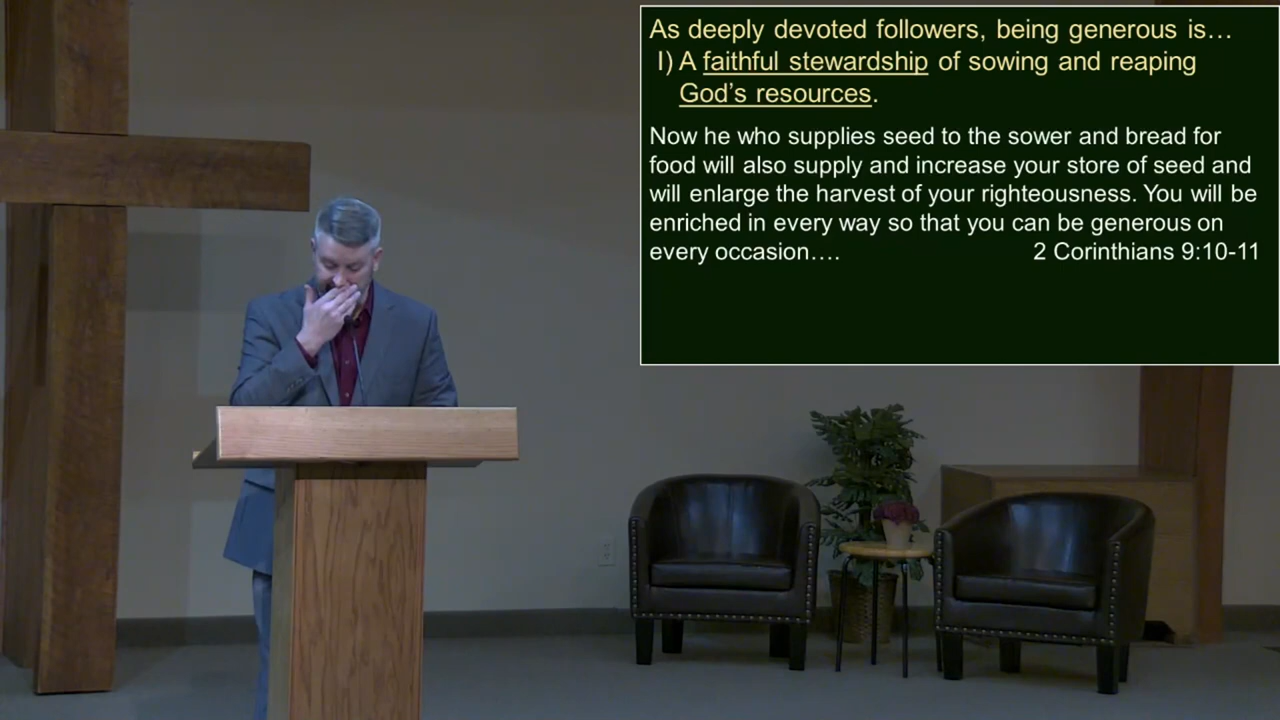 As deeply devoted followers, being generous is…
I) A faithful stewardship of sowing and reaping
God’s resources.
Now he who supplies seed to the sower and bread for
food will also supply and increase your store of seed and
will enlarge the harvest of your righteousness. You will be
enriched in every way so that you can be generous on
every occasion…. 2 Corinthians 9:10-11